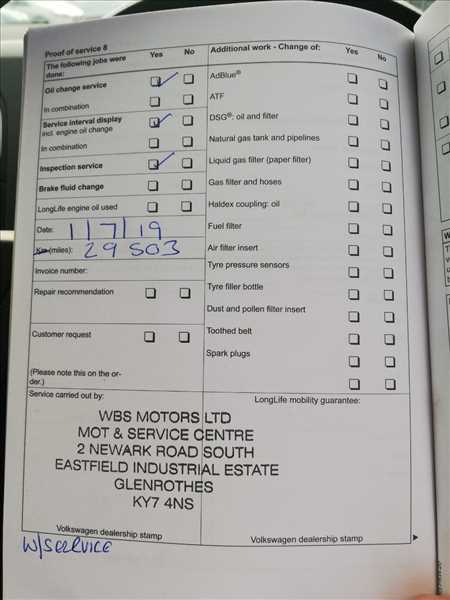 Proof of service 8
The following jobs were done: Yes No
Oil change service
In combination
Service interval display
incl. engine oil change
In combination
Inspection service
Brake fluid change
LongLife engine oil used
Date: 1/7/19
Km (miles): 29 503
Invoice number:
Repair recommendation
Customer request
(Please note this on the or-
der.)
Additional work - Change of: Yes No
AdBlue®
ATF
DSG®: oil and filter
Natural gas tank and pipelines
Liquid gas filter (paper filter)
Gas filter and hoses
Haldex coupling: oil
Fuel filter
Air filter insert
Tyre pressure sensors
Tyre filler bottle
Dust and pollen filter insert
Toothed belt
Spark plugs
Service carried out by:
WBS MOTORS LTD
MOT & SERVICE CENTRE
2 NEWARK ROAD SOUTH
EASTFIELD INDUSTRIAL ESTATE
GLENROTHES
KY7 4NS
Volkswagen dealership stamp
W/SERVICE
LongLife mobility guarantee:
Volkswagen dealership stamp